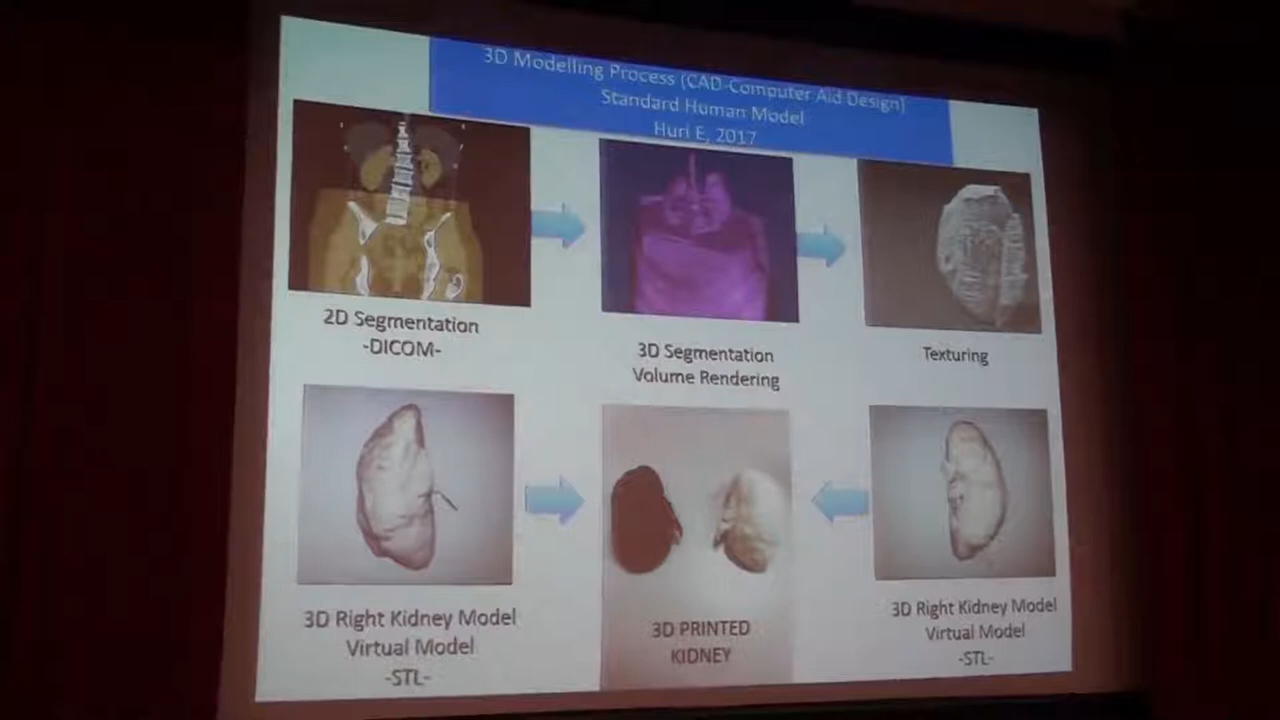 3D Modelling Process (CAD-Computer Aid Design)
Standard Human Model
Huri E, 2017
2D Segmentation
-DICOM-
3D Segmentation
Volume Rendering
Texturing
3D Right Kidney Model
Virtual Model
-STL-
3D PRINTED
KIDNEY
3D Right Kidney Model
Virtual Model
-STL-